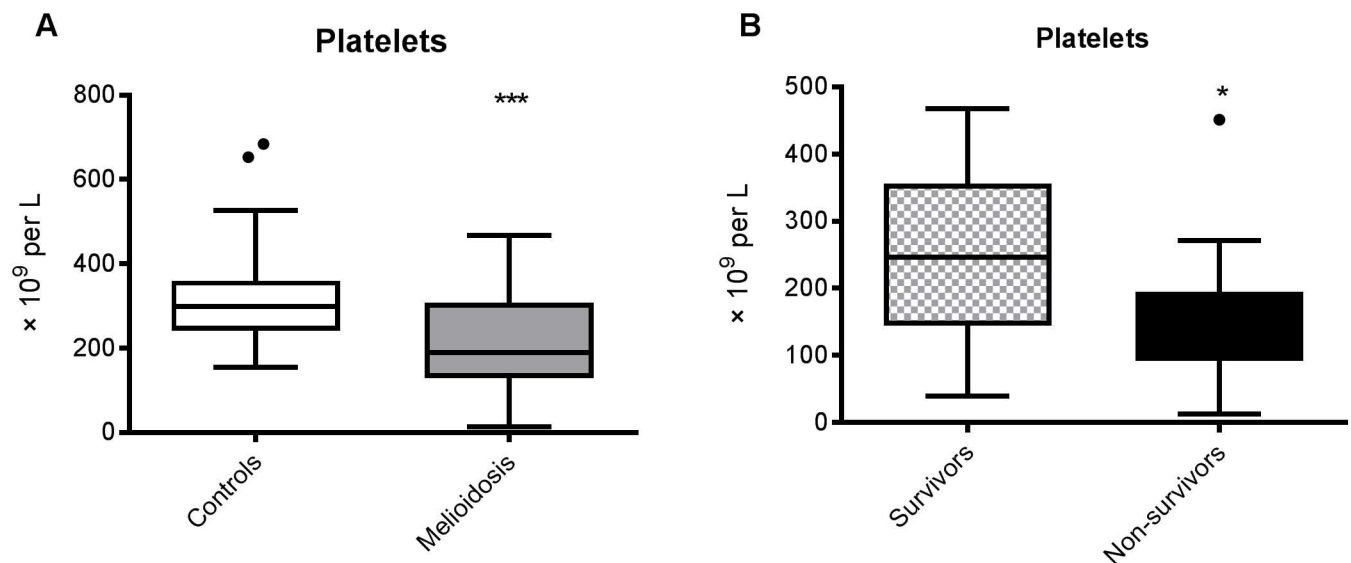 A
Platelets
× 10⁹ per L
800
600
400
200
0
***
Controls
Melioidosis
B
Platelets
× 10⁹ per L
500
400
300
200
100
0
*
Survivors
Non-survivors